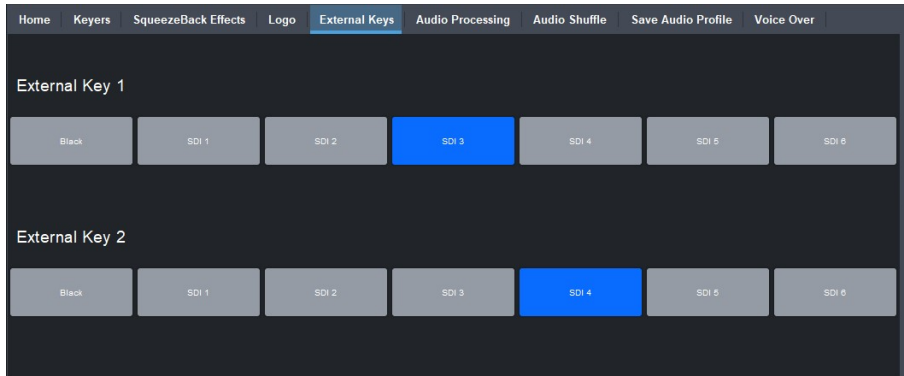 Home Keyers SqueezeBack Effects Logo External Keys Audio Processing Audio Shuffle Save Audio Profile Voice Over
External Key 1
Black SDI 1 SDI 2 SDI 3 SDI 4 SDI 5 SDI 6
External Key 2
Black SDI 1 SDI 2 SDI 3 SDI 4 SDI 5 SDI 6